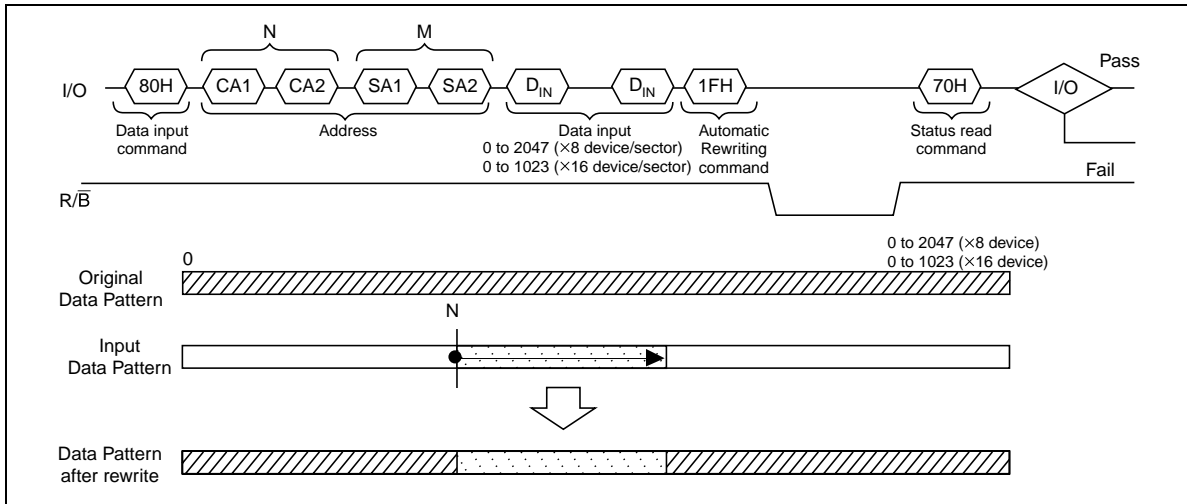 N
M
I/O
80H
CA1
CA2
SA1
SA2
DIN
DIN
1FH
70H
I/O
Pass
Data input
command
Address
Data input
0 to 2047 (×8 device/sector)
0 to 1023 (×16 device/sector)
Automatic
Rewriting
command
Status read
command
Fail
R/B̅
0
0 to 2047 (×8 device)
0 to 1023 (×16 device)
Original
Data Pattern
N
Input
Data Pattern
Data Pattern
after rewrite